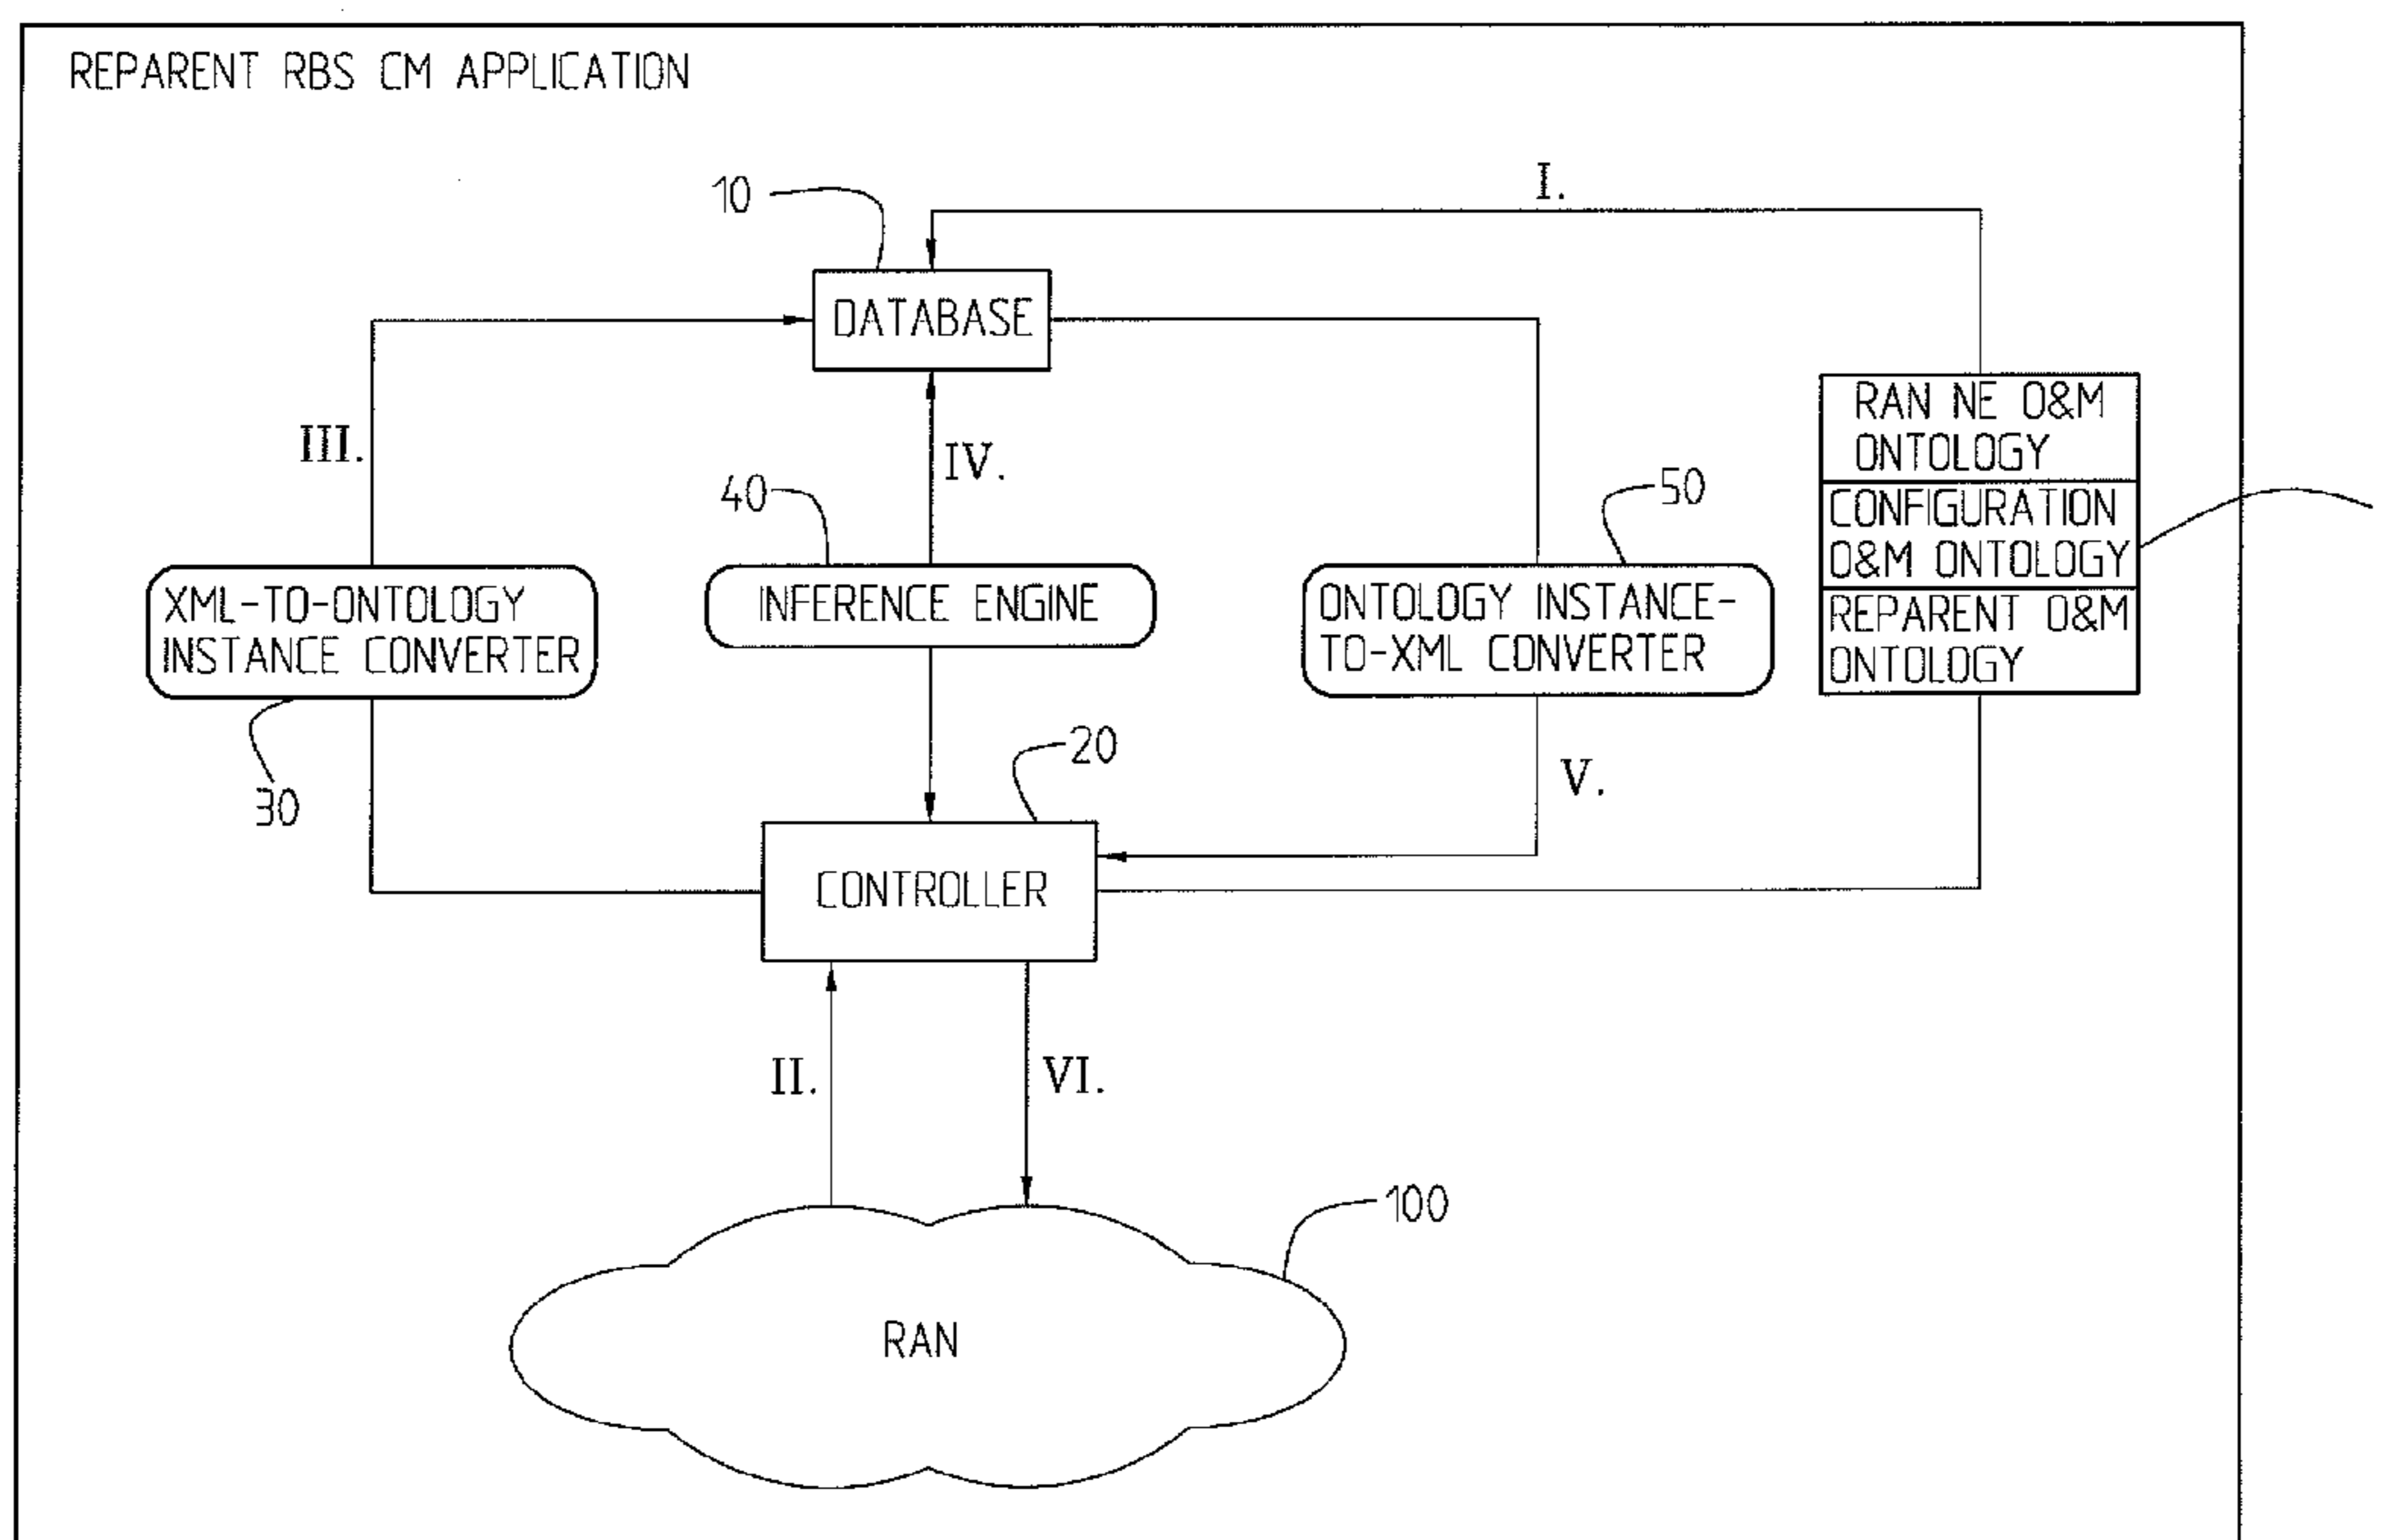 REPARENT RBS CM APPLICATION
10
I.
DATABASE
RAN NE O&M
ONTOLOGY
III.
IV.
40
50
CONFIGURATION
O&M ONTOLOGY
XML-TO-ONTOLOGY
INSTANCE CONVERTER
INFERENCE ENGINE
ONTOLOGY INSTANCE-
TO-XML CONVERTER
REPARENT O&M
ONTOLOGY
30
20
V.
CONTROLLER
II.
VI.
100
RAN